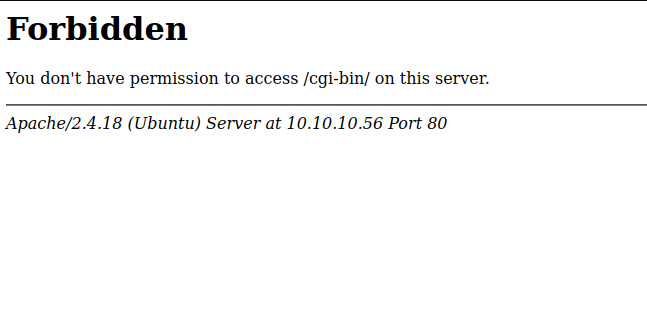 Forbidden
You don't have permission to access /cgi-bin/ on this server.
Apache/2.4.18 (Ubuntu) Server at 10.10.10.56 Port 80